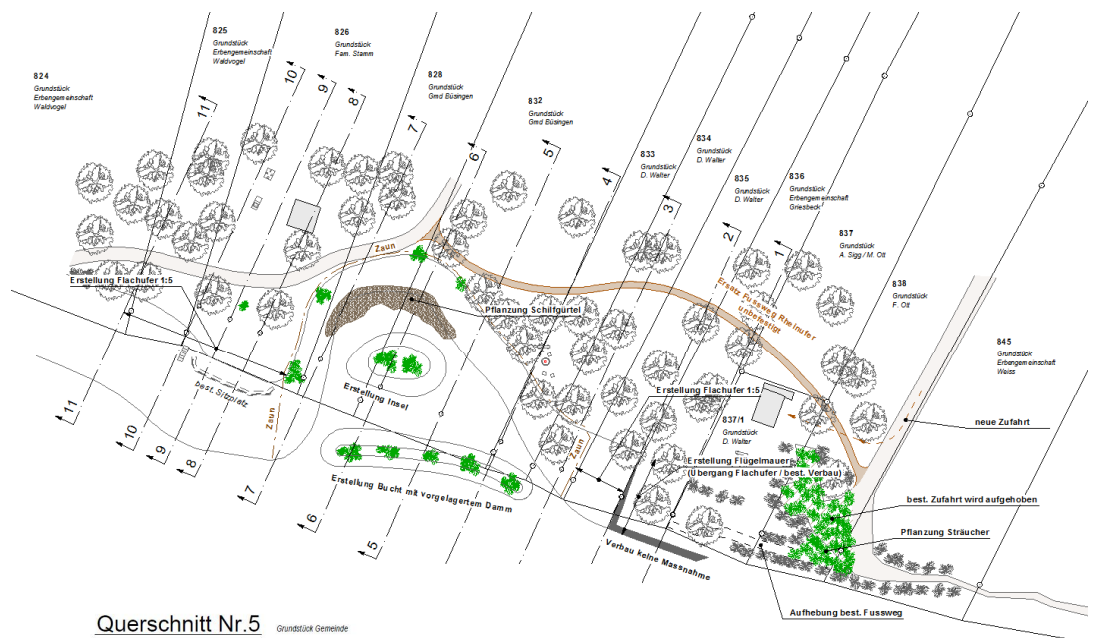 824
Grundstück
Erbengemeinschaft
Waldvogel
825
Grundstück
Erbengemeinschaft
Waldvogel
826
Grundstück
Fam. Stamm
828
Grundstück
Gmd Büsingen
832
Grundstück
Gmd Büsingen
833
Grundstück
D. Walter
834
Grundstück
D. Walter
835
Grundstück
D. Walter
836
Grundstück
Erbengemeinschaft
Griesbeck
837
Grundstück
A. Sigg / M. Ott
838
Grundstück
F. Ott
845
Grundstück
Erbengemeinschaft
Weiss
11
10
9
8
7
6
5
4
3
2
1
Zaun
Erstellung Flachufer 1:5
Pflanzung Schilfgürtel
Ersatz Fussweg Rheinufer
unbefestigt
best. Sitzplatz
Zaun
Erstellung Insel
Erstellung Flachufer 1:5
837/1
Grundstück
D. Walter
neue Zufahrt
Zaun
Erstellung Flügelmauer
(Übergang Flachufer / best. Verbau)
Erstellung Bucht mit vorgelagertem Damm
best. Zufahrt wird aufgehoben
Pflanzung Sträucher
Verbau keine Massnahme
Aufhebung best. Fussweg
11
10
9
8
7
6
5
Querschnitt Nr.5
Grundstück Gemeinde